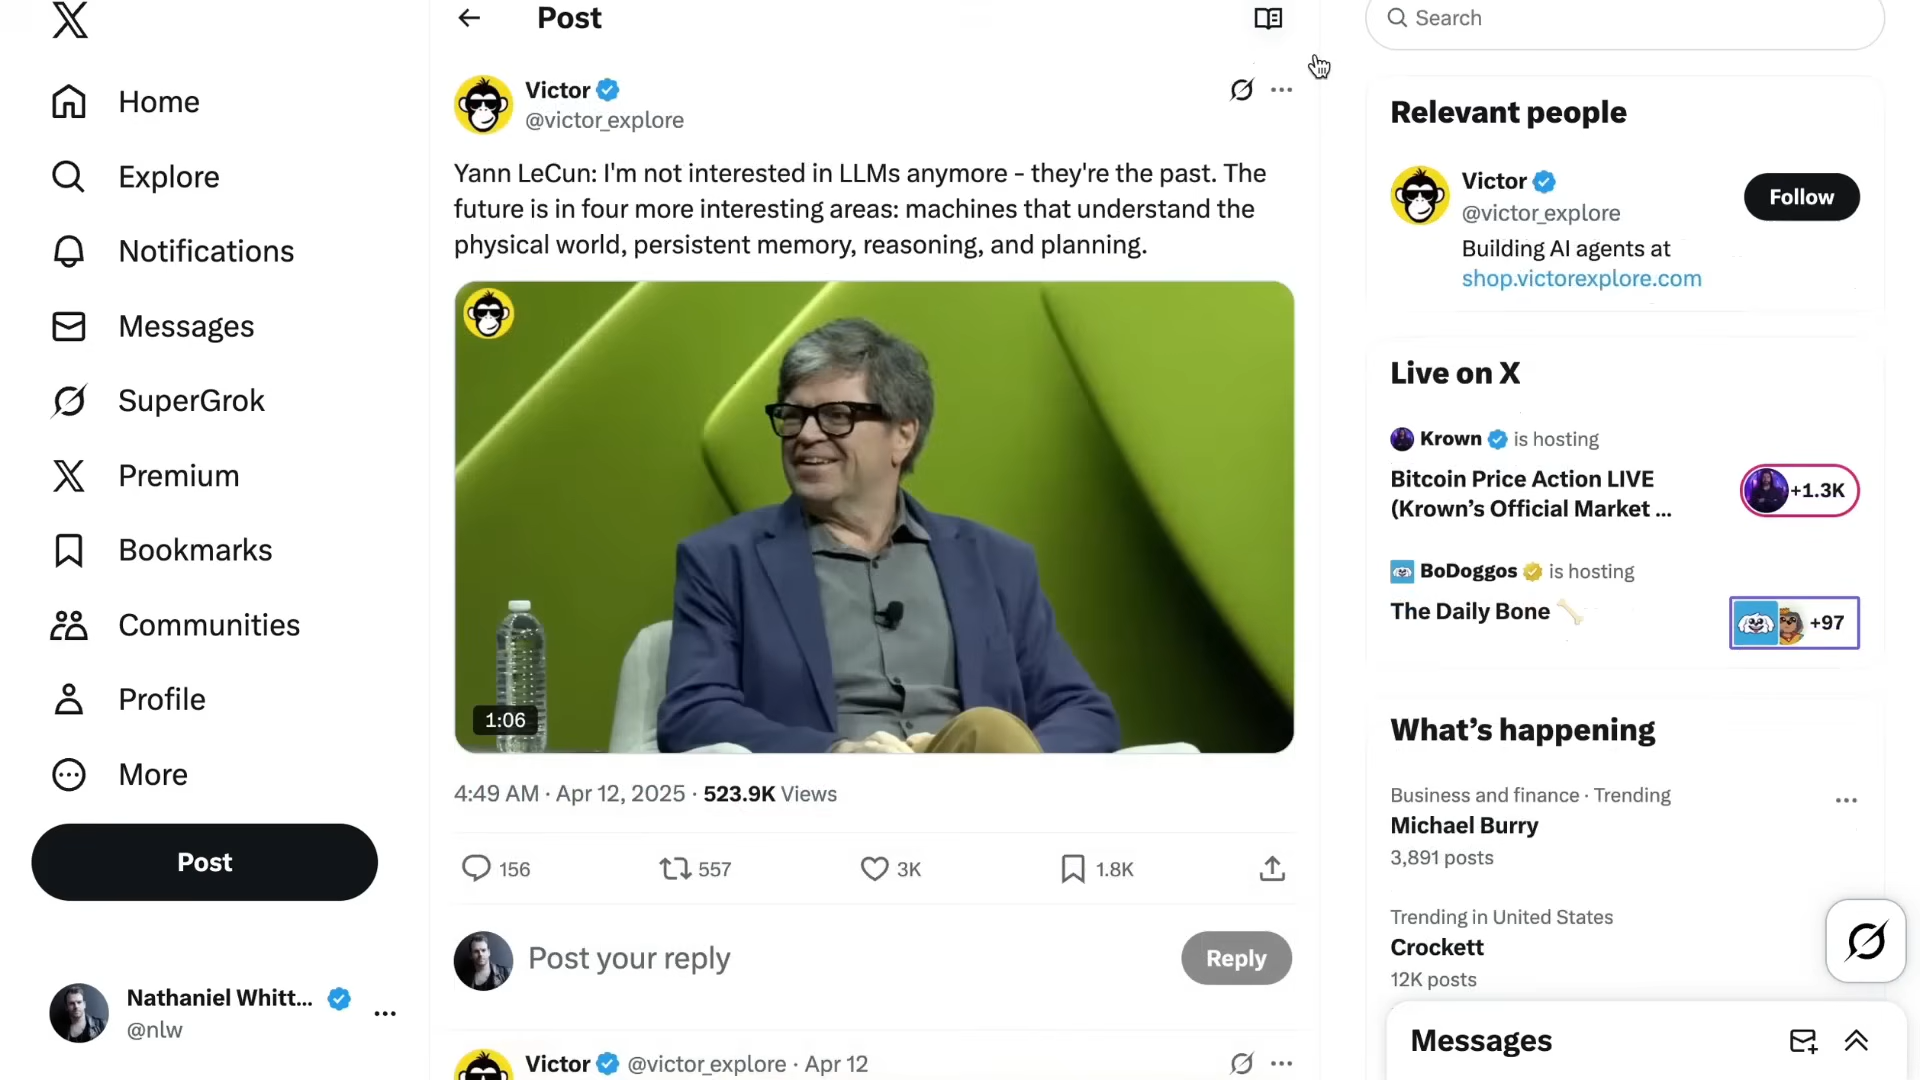 Home
Explore
Notifications
Messages
SuperGrok
Premium
Bookmarks
Communities
Profile
More
Post
Nathaniel Whitt...
@nlw
Post
Victor
@victor_explore
Yann LeCun: I'm not interested in LLMs anymore - they're the past. The
future is in four more interesting areas: machines that understand the
physical world, persistent memory, reasoning, and planning.
1:06
4:49 AM · Apr 12, 2025 · 523.9K Views
156 557 3K 1.8K
Post your reply
Reply
Victor @victor_explore · Apr 12
Search
Relevant people
Victor
@victor_explore
Follow
Building AI agents at
shop.victorexplore.com
Live on X
Krown is hosting
Bitcoin Price Action LIVE
(Krown’s Official Market ...
+1.3K
BoDoggos is hosting
The Daily Bone
+97
What’s happening
Business and finance · Trending
Michael Burry
3,891 posts
Trending in United States
Crockett
12K posts
Messages